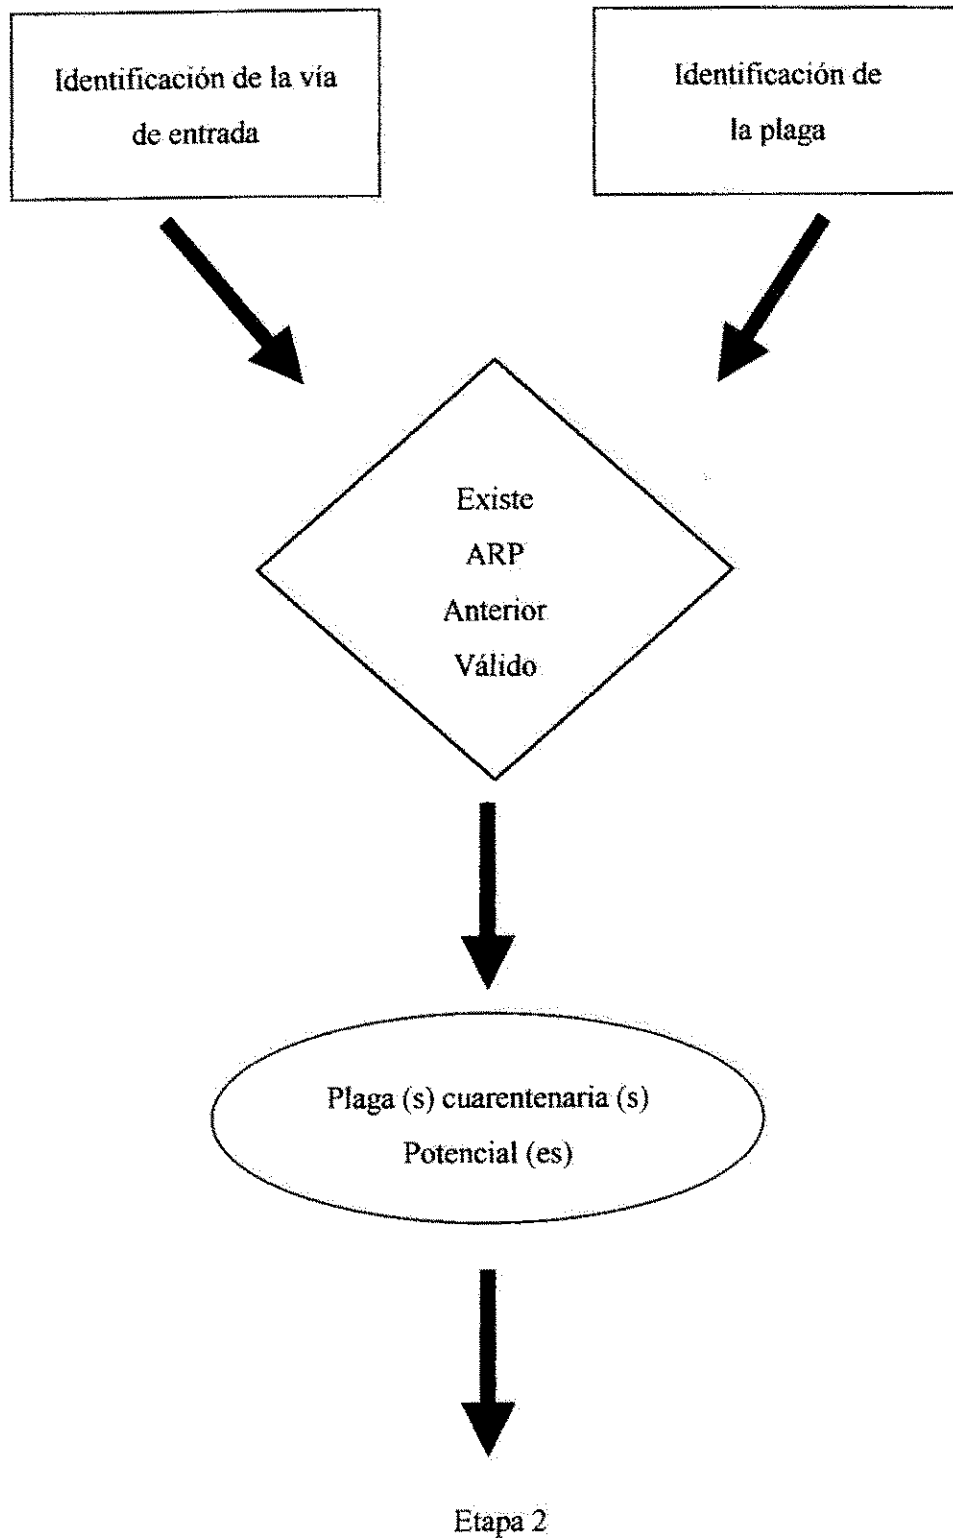 Identificación de la vía
de entrada
Identificación de
la plaga
Existe
ARP
Anterior
Válido
Plaga (s) cuarentenaria (s)
Potencial (es)
Etapa 2